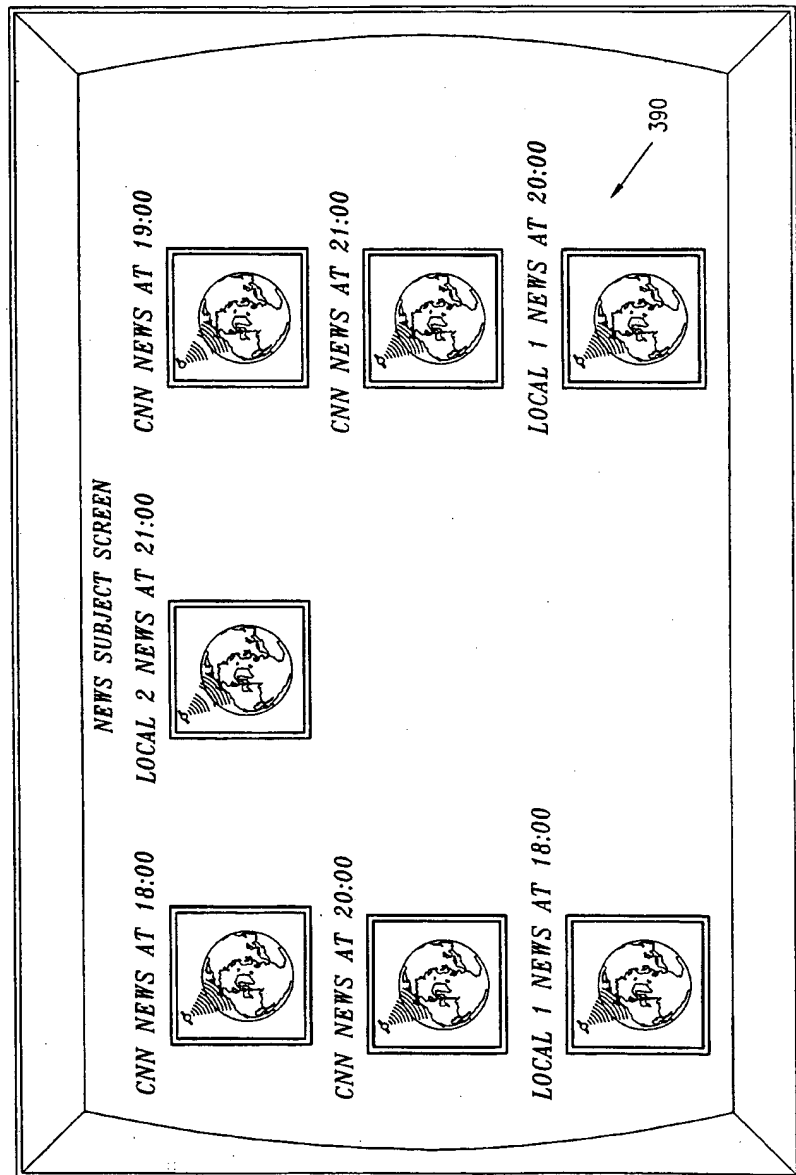 NEWS SUBJECT SCREEN
CNN NEWS AT 18:00
LOCAL 2 NEWS AT 21:00
CNN NEWS AT 19:00
CNN NEWS AT 20:00
CNN NEWS AT 21:00
LOCAL 1 NEWS AT 18:00
LOCAL 1 NEWS AT 20:00
390